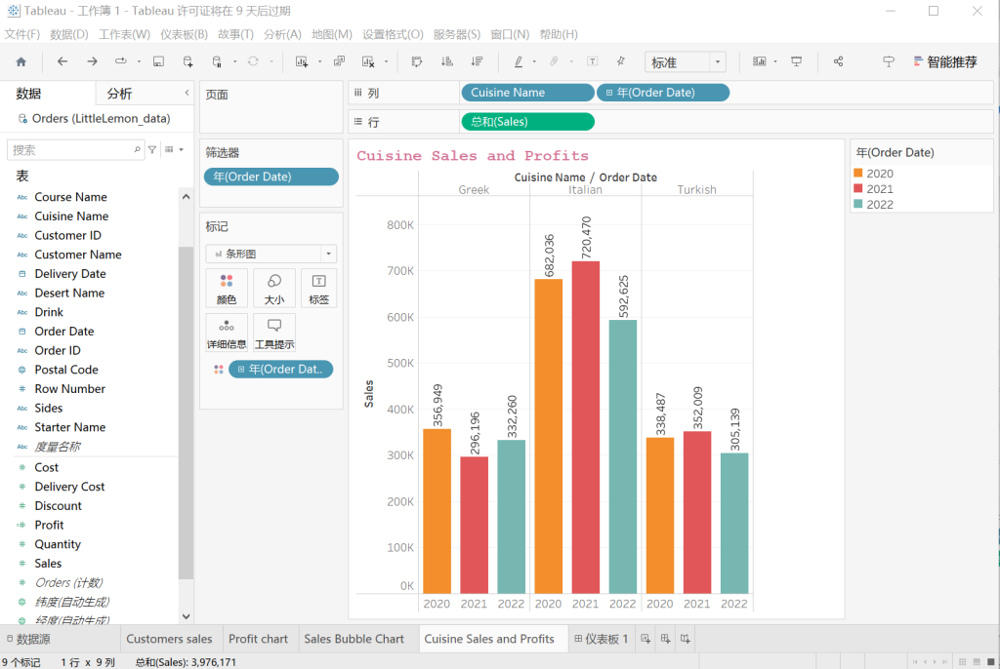 Tableau - 工作簿 1 - Tableau 许可证将在 9 天后过期
文件(F) 数据(D) 工作表(W) 仪表板(B) 故事(T) 分析(A) 地图(M) 设置格式(O) 服务器(S) 窗口(N) 帮助(H)
标准 智能推荐
数据 分析
Orders (LittleLemon_data)
搜索
表
Abc Course Name
Abc Cuisine Name
Abc Customer ID
Abc Customer Name
Delivery Date
Abc Desert Name
Abc Drink
Order Date
Abc Order ID
Postal Code
# Row Number
Abc Sides
Abc Starter Name
Abc 度量名称
# Cost
# Delivery Cost
# Discount
=# Profit
# Quantity
# Sales
# Orders (计数)
纬度(自动生成)
经度(自动生成)
页面
筛选器
年(Order Date)
标记
条形图
颜色 大小 标签
详细信息 工具提示
年(Order Dat..
列 Cuisine Name 年(Order Date)
行 总和(Sales)
Cuisine Sales and Profits
Cuisine Name / Order Date
Greek Italian Turkish
Sales
800K
700K
600K
500K
400K
300K
200K
100K
0K
356,949 296,196 332,260 682,036 720,470 592,625 338,487 352,009 305,139
2020 2021 2022 2020 2021 2022 2020 2021 2022
年(Order Date)
2020
2021
2022
数据源 Customers sales Profit chart Sales Bubble Chart Cuisine Sales and Profits 仪表板 1
9 个标记 1 行 x 9 列 总和(Sales): 3,976,171